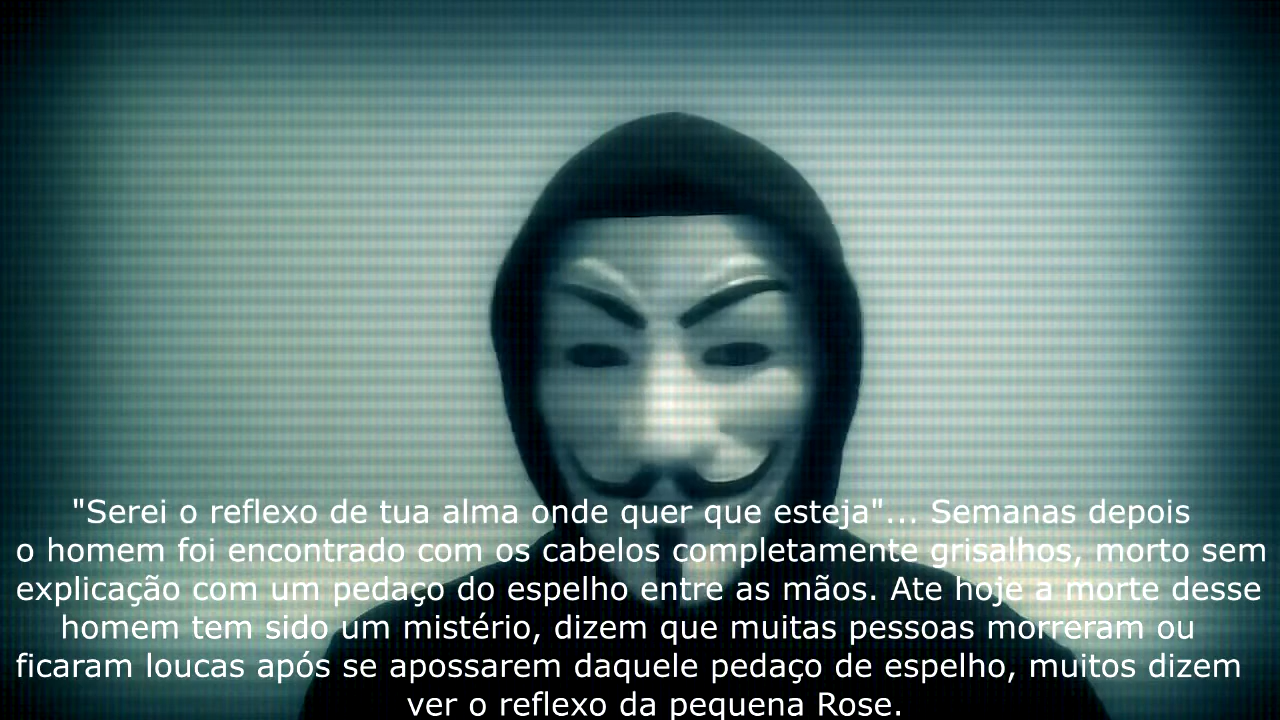 "Serei o reflexo de tua alma onde quer que esteja"... Semanas depois
o homem foi encontrado com os cabelos completamente grisalhos, morto sem
explicação com um pedaço do espelho entre as mãos. Ate hoje a morte desse
homem tem sido um mistério, dizem que muitas pessoas morreram ou
ficaram loucas após se apossarem daquele pedaço de espelho, muitos dizem
ver o reflexo da pequena Rose.